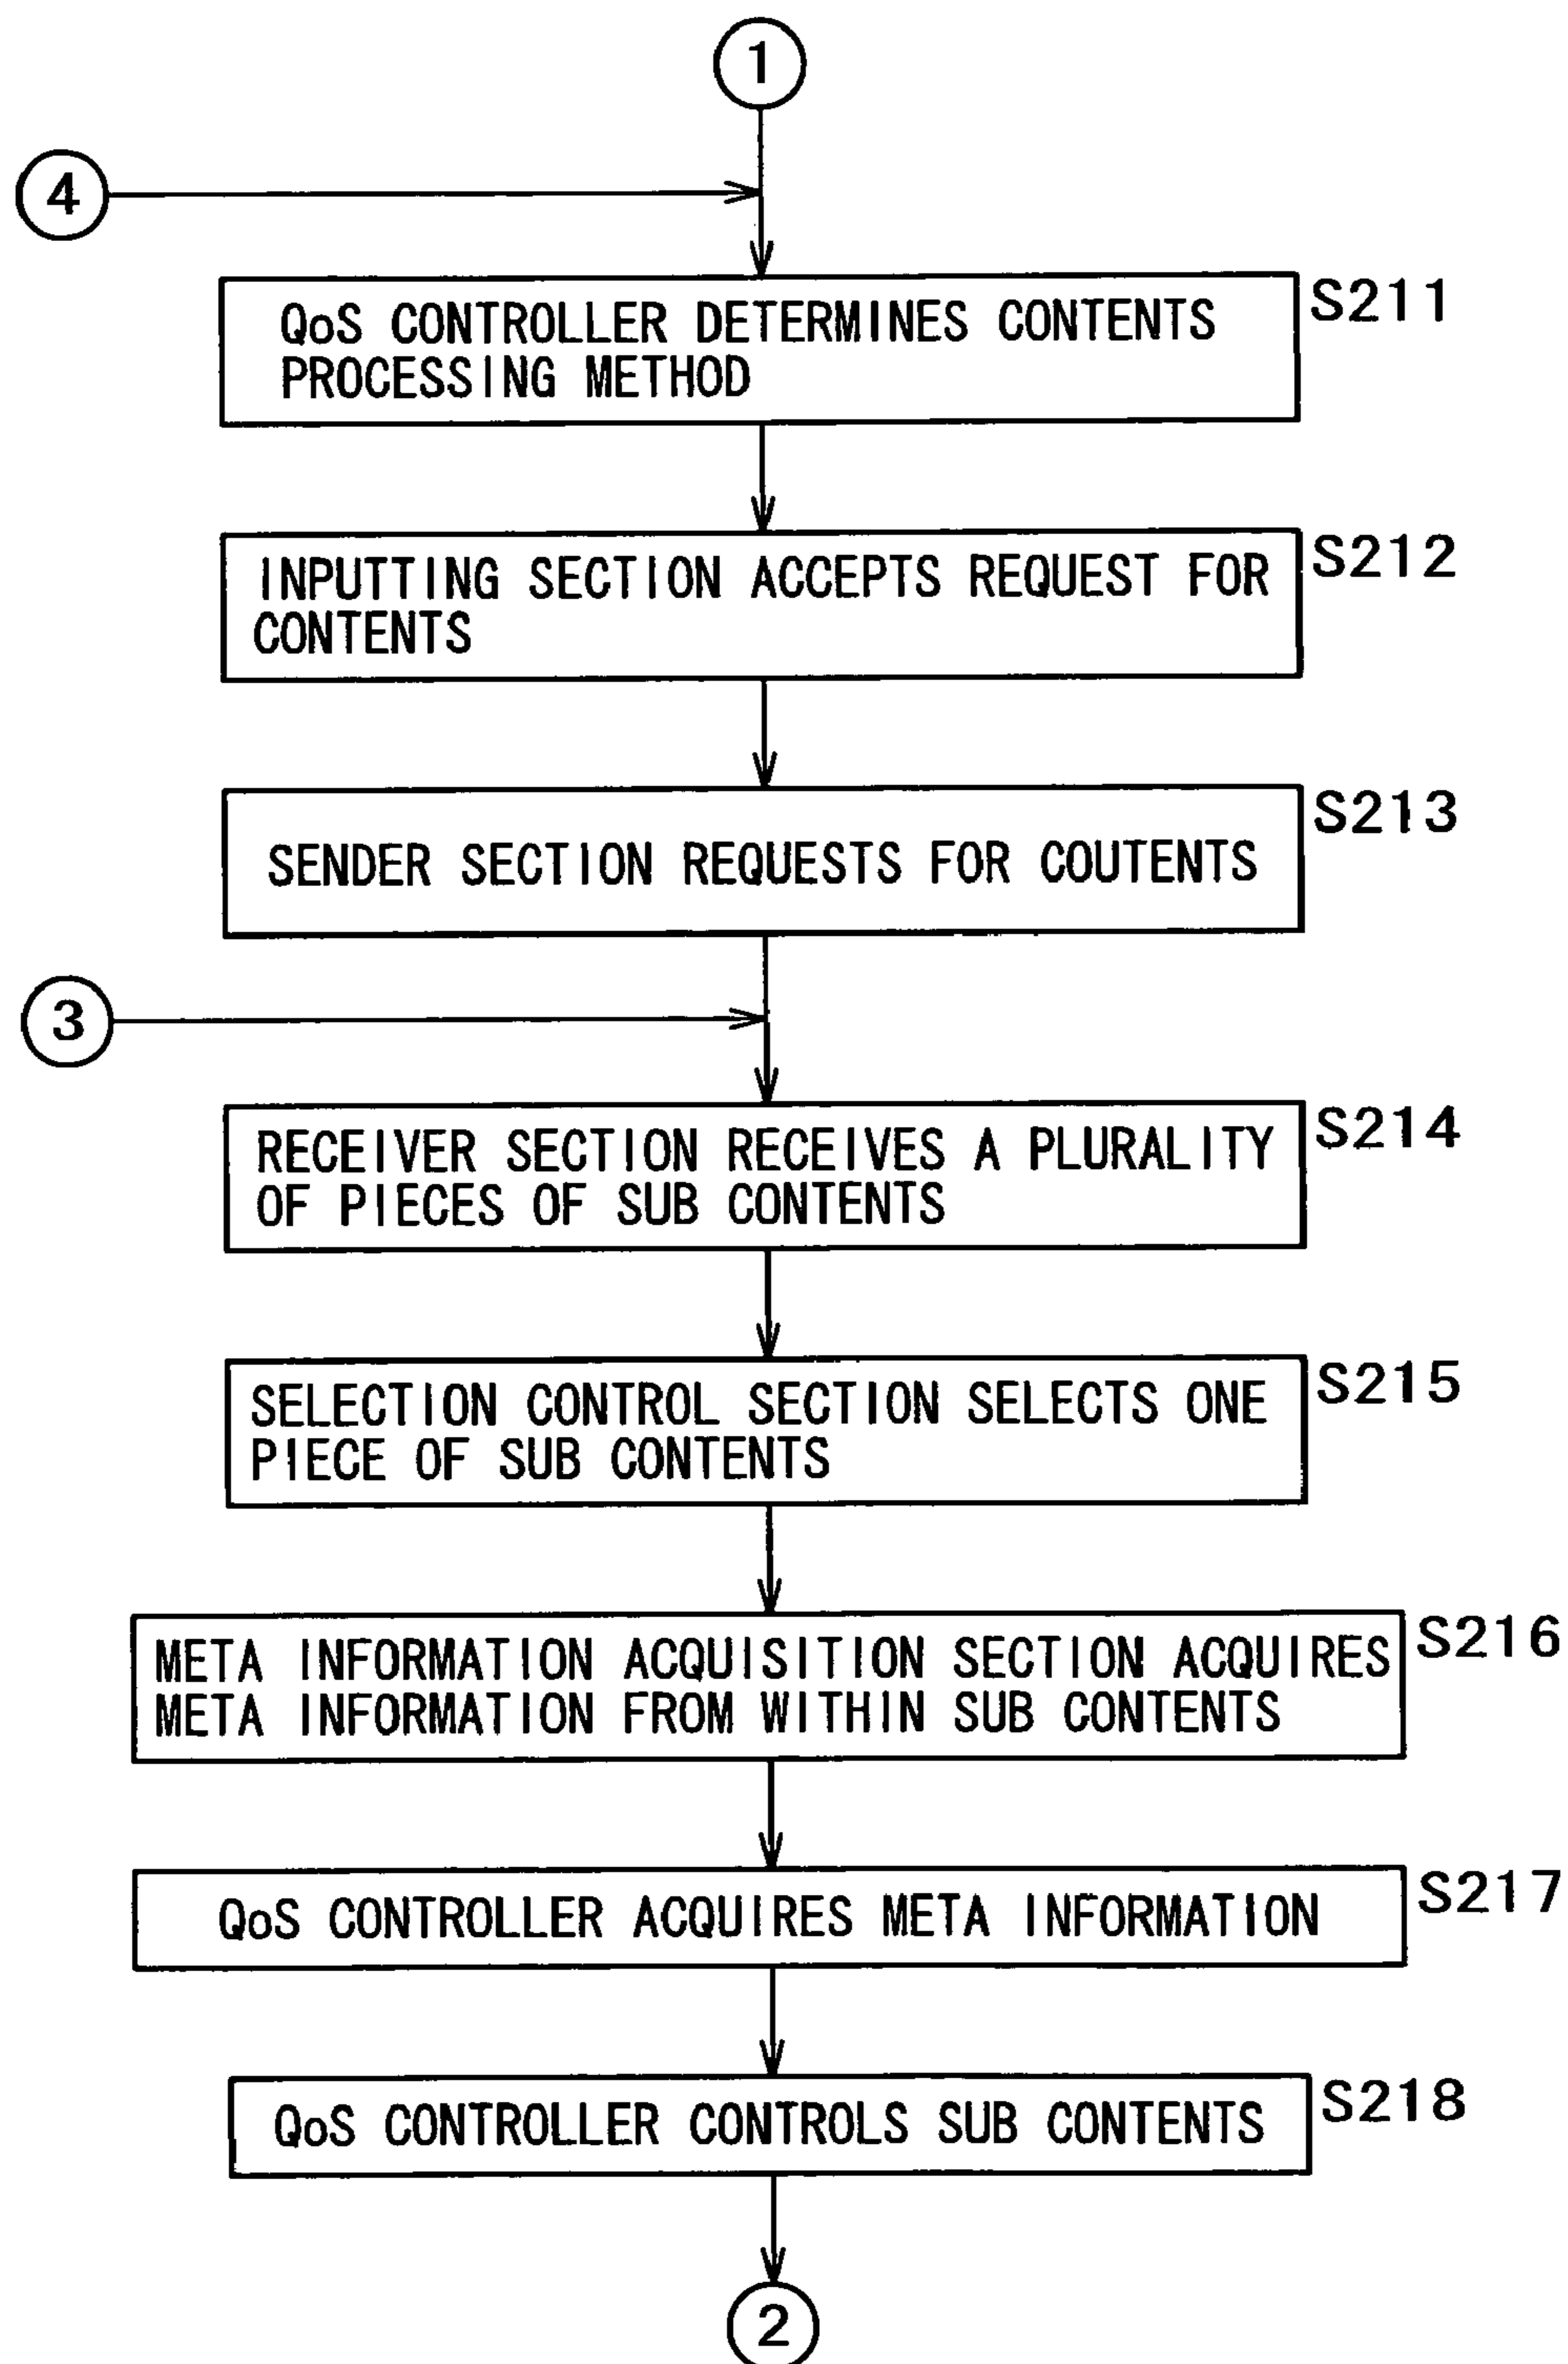 1
4
S211
QoS CONTROLLER DETERMINES CONTENTS
PROCESSING METHOD
S212
INPUTTING SECTION ACCEPTS REQUEST FOR
CONTENTS
S213
SENDER SECTION REQUESTS FOR COUTENTS
3
S214
RECEIVER SECTION RECEIVES A PLURALITY
OF PIECES OF SUB CONTENTS
S215
SELECTION CONTROL SECTION SELECTS ONE
PIECE OF SUB CONTENTS
S216
META INFORMATION ACQUISITION SECTION ACQUIRES
META INFORMATION FROM WITHIN SUB CONTENTS
S217
QoS CONTROLLER ACQUIRES META INFORMATION
S218
QoS CONTROLLER CONTROLS SUB CONTENTS
2